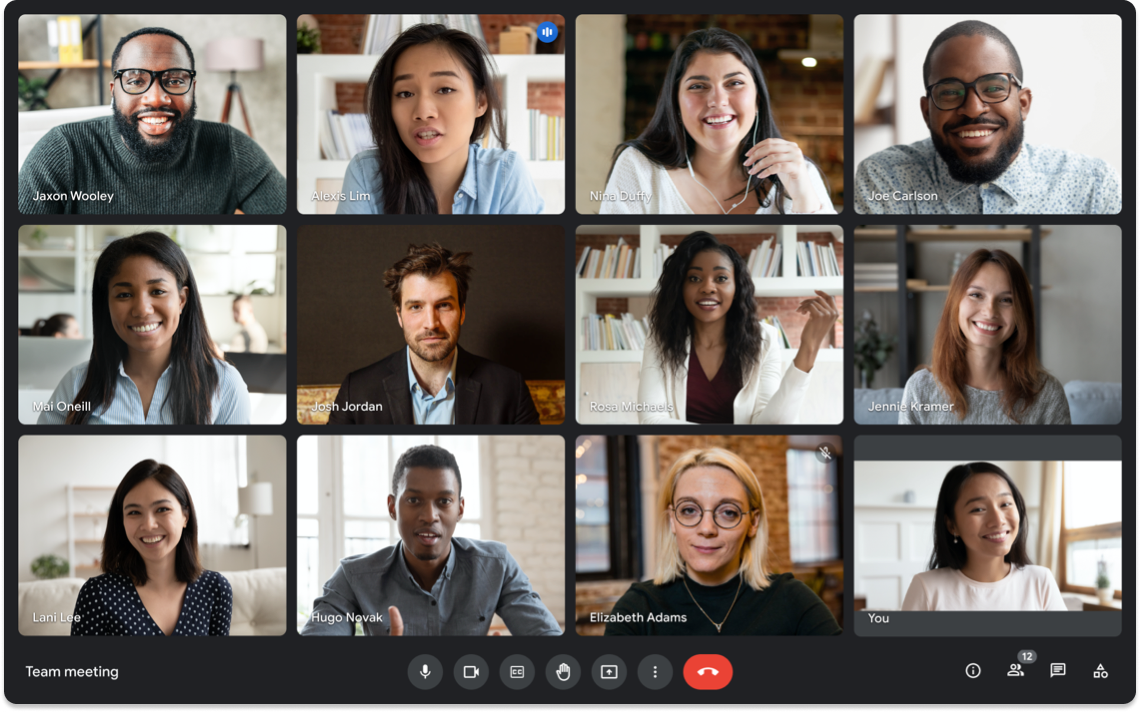 Jaxon Wooley
Alexis Lim
Nina Duffy
Joe Carlson
Mai Oneill
Josh Jordan
Rosa Michaels
Jennie Kramer
Lani Lee
Hugo Novak
Elizabeth Adams
You
12
Team meeting
CC